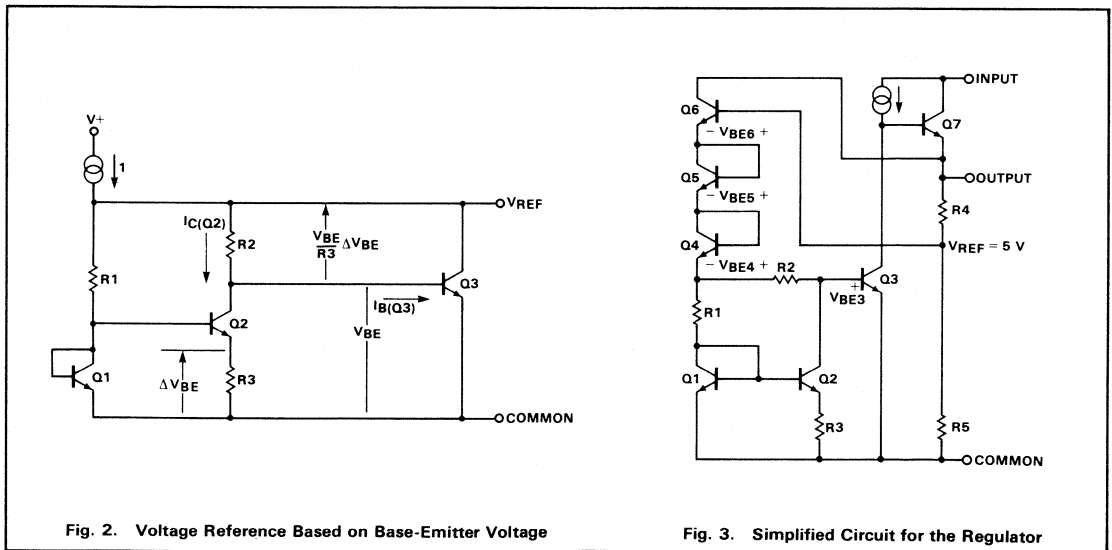 V+
1
VREF
IC(Q2)
R2
VBE
R3
ΔVBE
R1
Q3
IB(Q3)
Q2
VBE
Q1
ΔVBE
R3
COMMON
Fig. 2. Voltage Reference Based on Base-Emitter Voltage
INPUT
Q6
Q7
− VBE6 +
Q5
OUTPUT
− VBE5 +
R4
Q4
VREF = 5 V
− VBE4 +
R2
Q3
+
VBE3
R1
Q1
Q2
R3
R5
COMMON
Fig. 3. Simplified Circuit for the Regulator